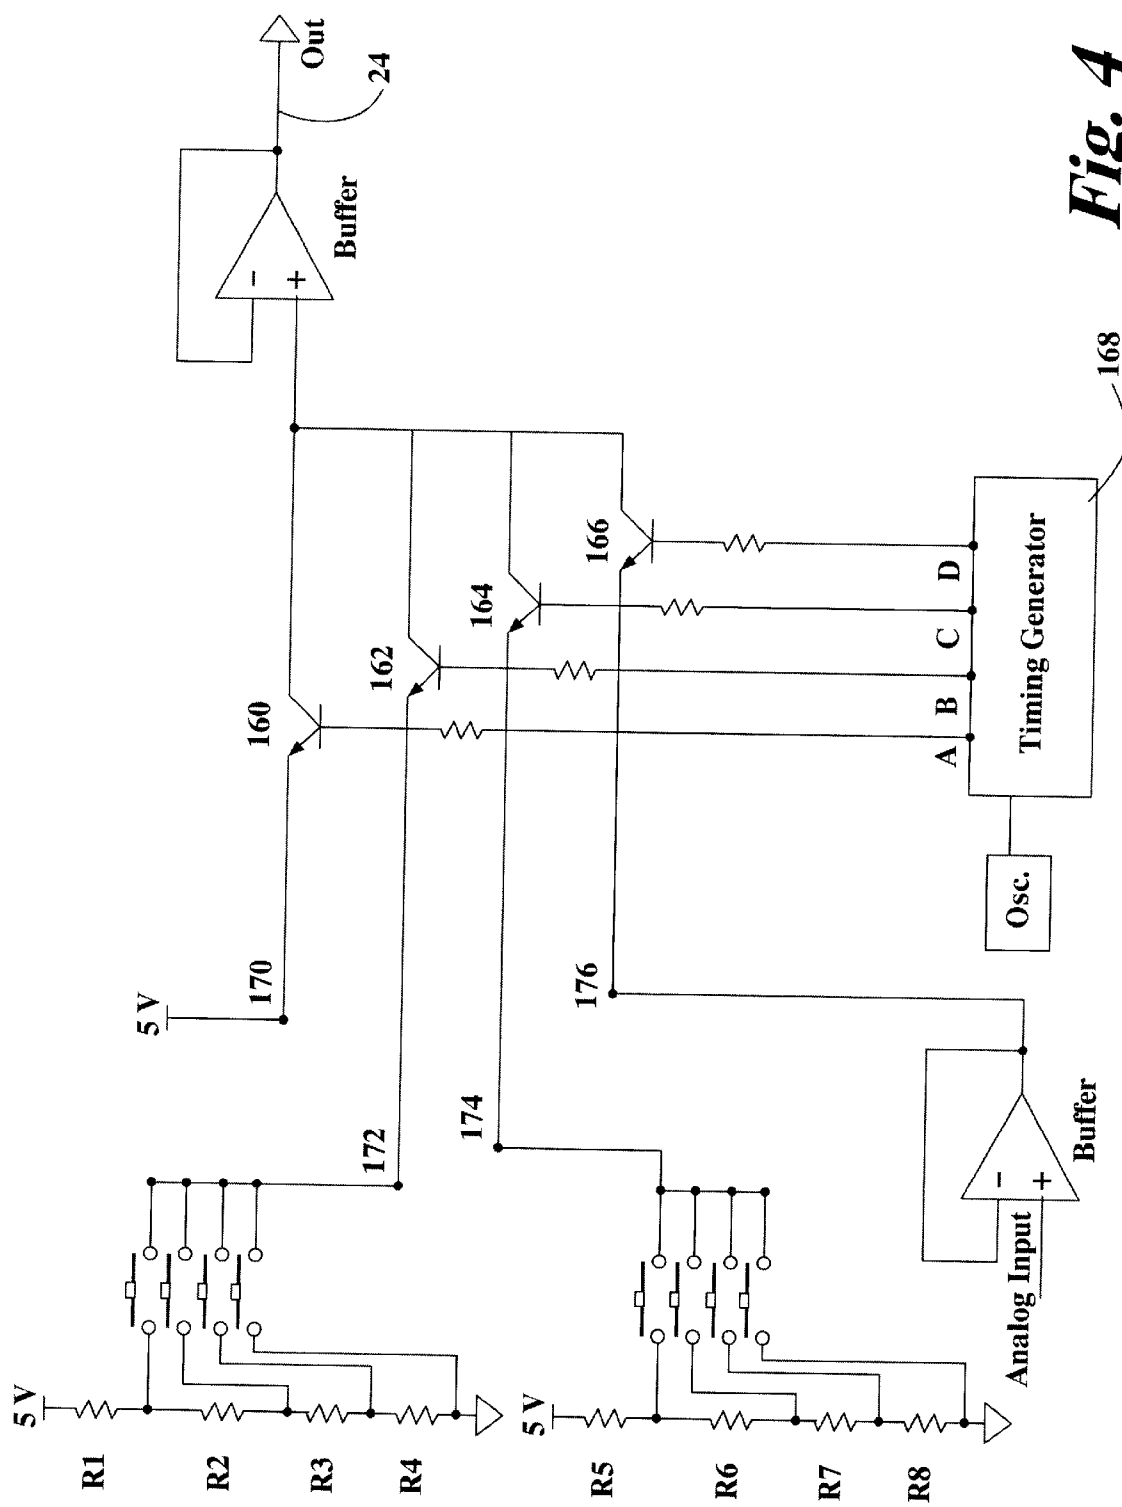 5 V
R1
R2
R3
R4
5 V
R5
R6
R7
R8
172
174
5 V
170
176
Analog Input
-
+
Buffer
160
162
164
166
A
B
C
D
Osc.
Timing Generator
168
-
+
Buffer
24
Out
Fig. 4